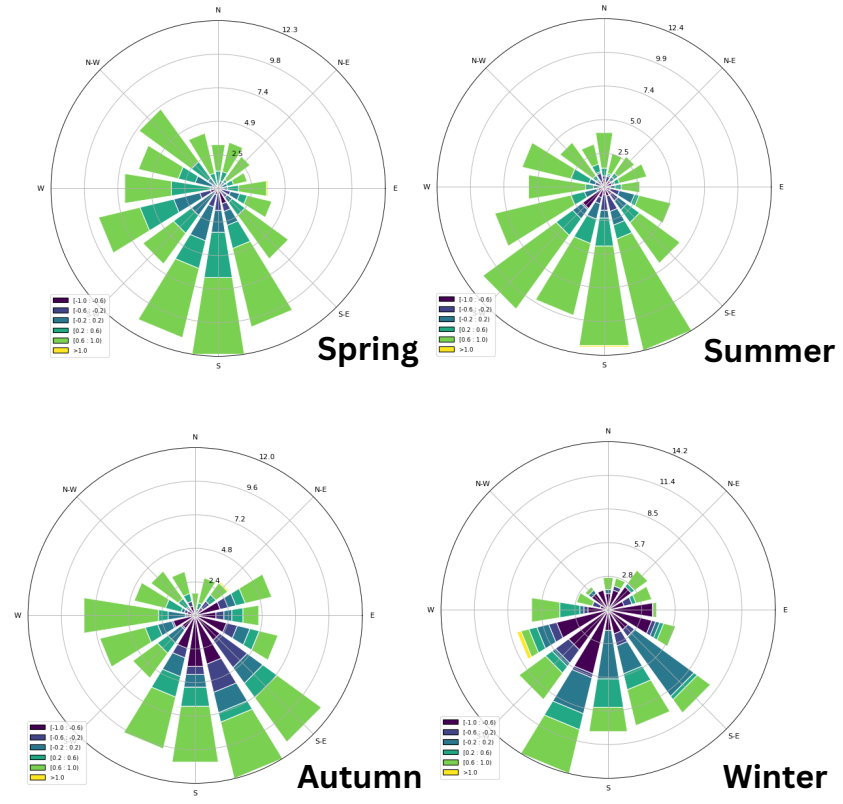 N
12.3
N-E
9.8
7.4
4.9
2.5
N-W
W
E
S-E
S
[-1.0 : -0.6)
[-0.6 : -0.2)
[-0.2 : 0.2)
[0.2 : 0.6)
[0.6 : 1.0)
>1.0
Spring
N
12.4
N-E
9.9
7.4
5.0
2.5
N-W
W
E
S-E
S
[-1.0 : -0.6)
[-0.6 : -0.2)
[-0.2 : 0.2)
[0.2 : 0.6)
[0.6 : 1.0)
>1.0
Summer
N
12.0
N-E
9.6
7.2
4.8
2.4
N-W
W
E
S-E
S
[-1.0 : -0.6)
[-0.6 : -0.2)
[-0.2 : 0.2)
[0.2 : 0.6)
[0.6 : 1.0)
>1.0
Autumn
N
14.2
N-E
11.4
8.5
5.7
2.8
N-W
W
E
S-E
S
[-1.0 : -0.6)
[-0.6 : -0.2)
[-0.2 : 0.2)
[0.2 : 0.6)
[0.6 : 1.0)
>1.0
Winter